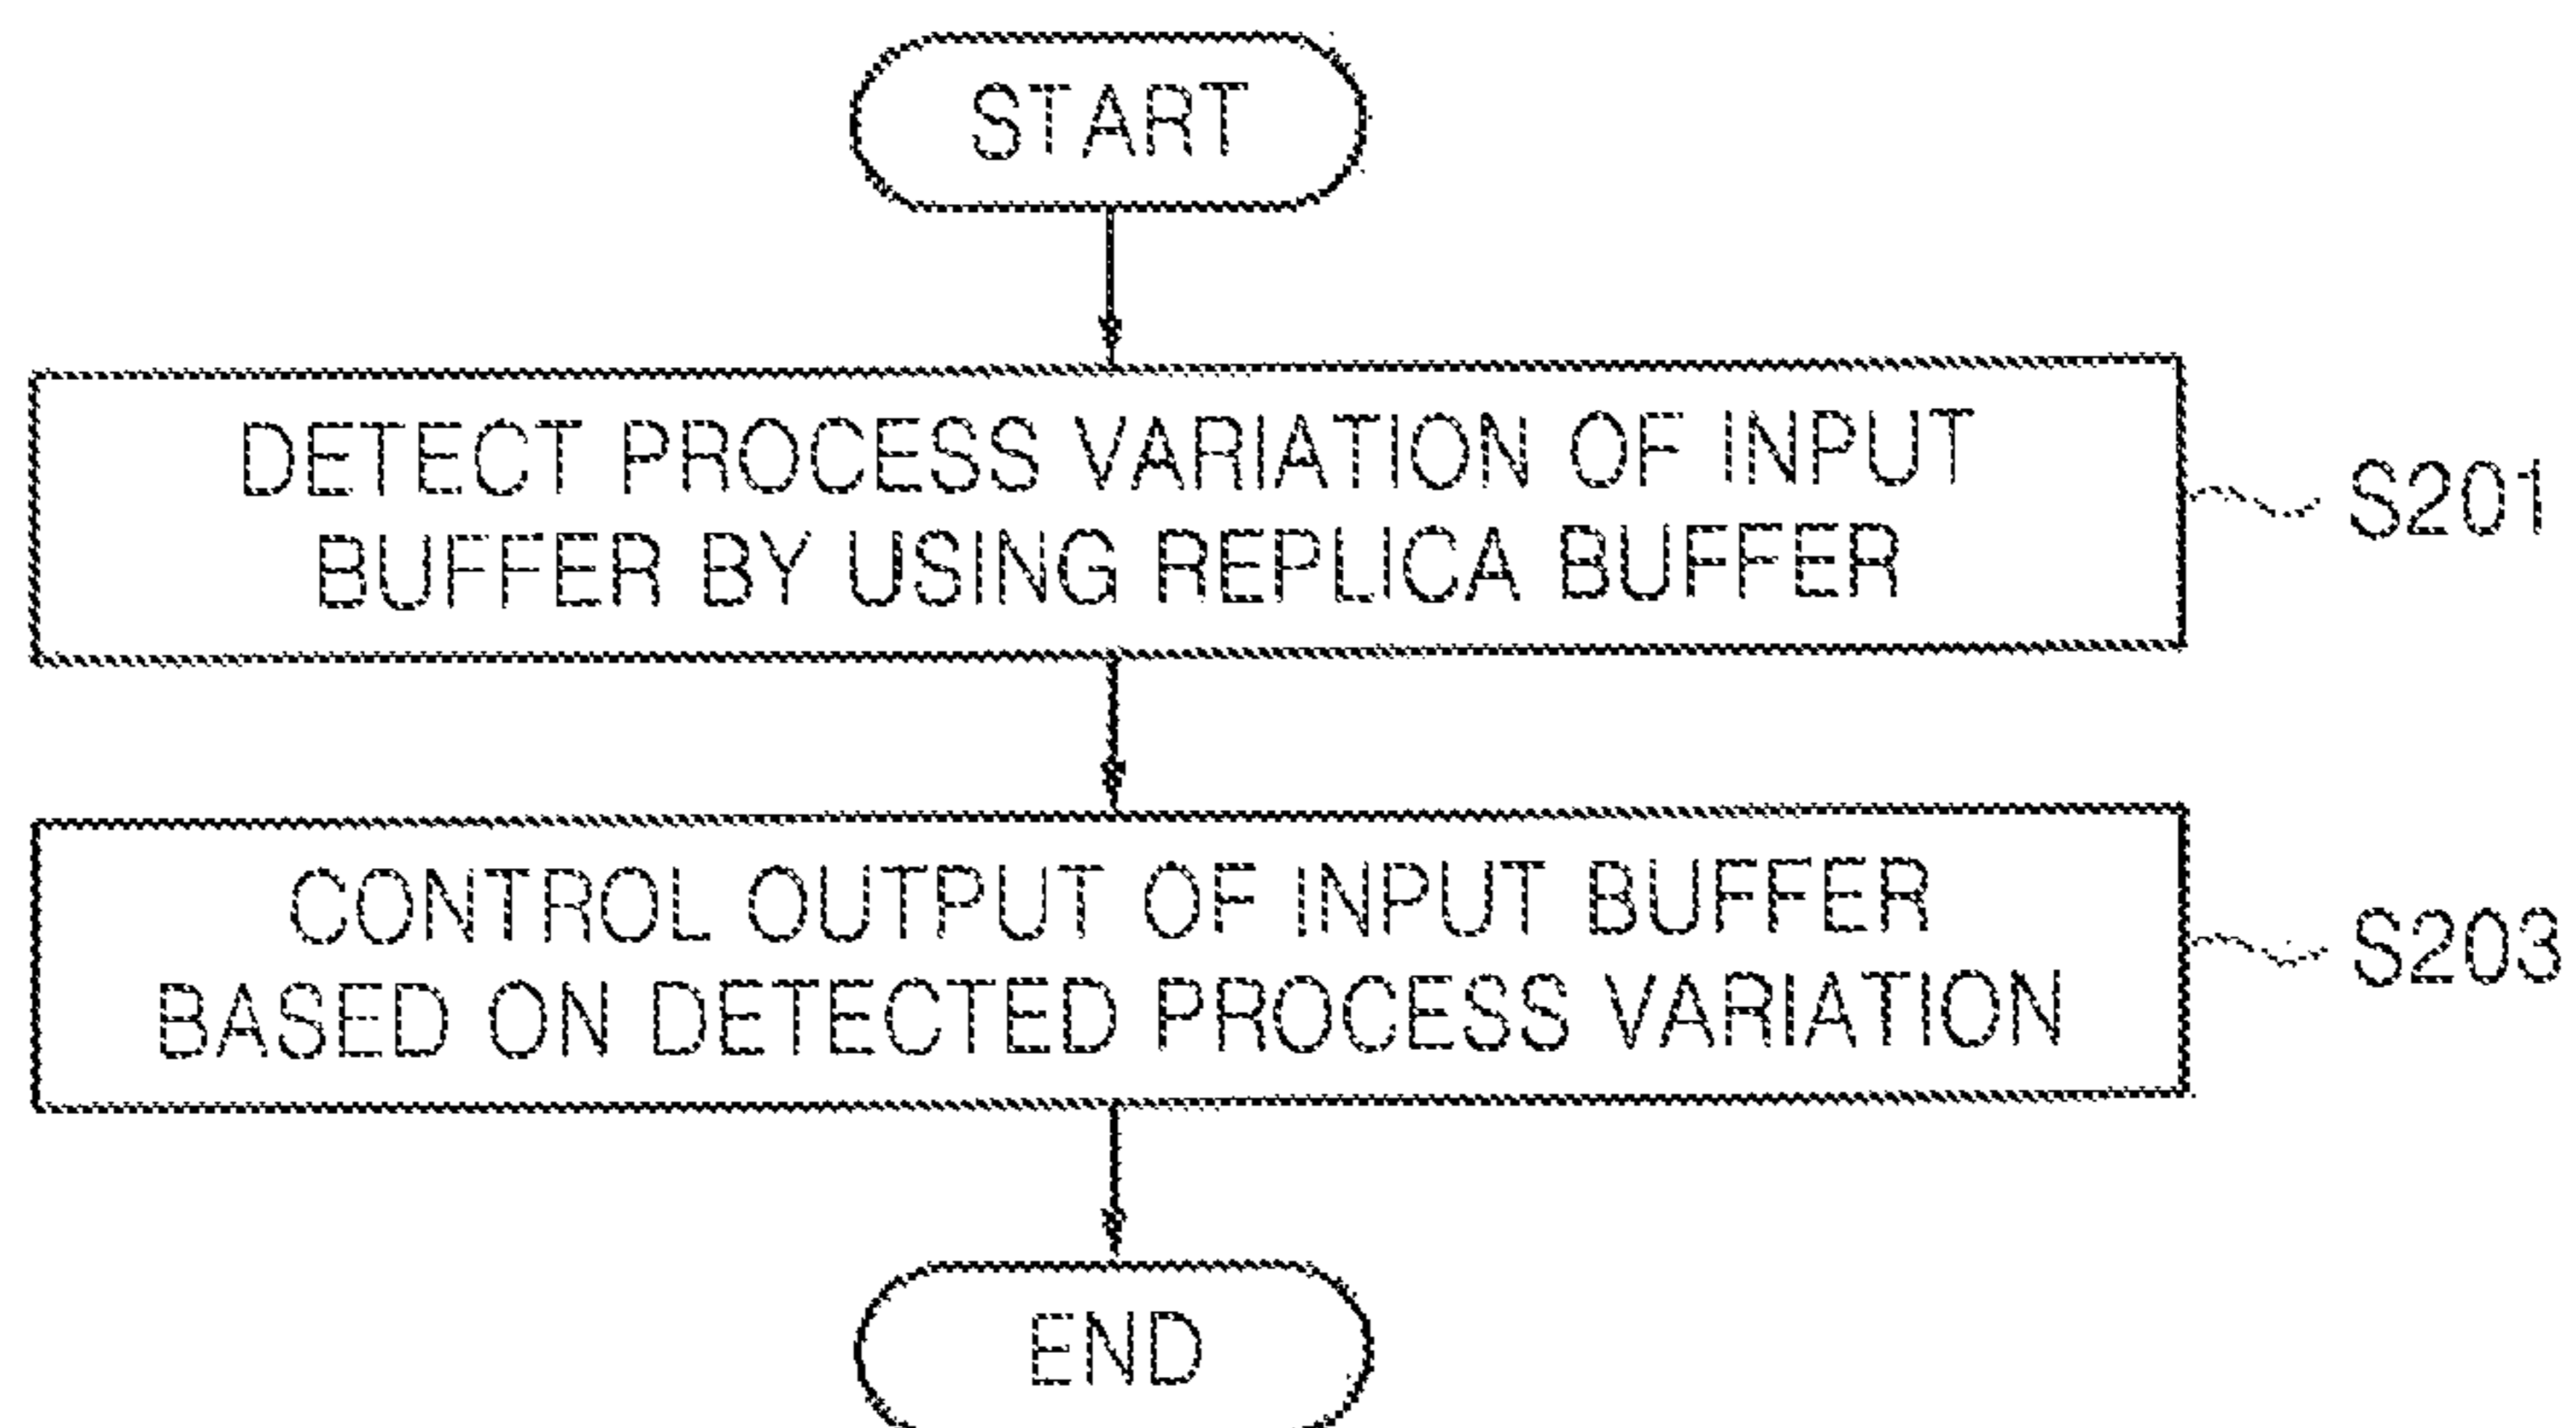 START
DETECT PROCESS VARIATION OF INPUT
BUFFER BY USING REPLICA BUFFER
S201
CONTROL OUTPUT OF INPUT BUFFER
BASED ON DETECTED PROCESS VARIATION
S203
END